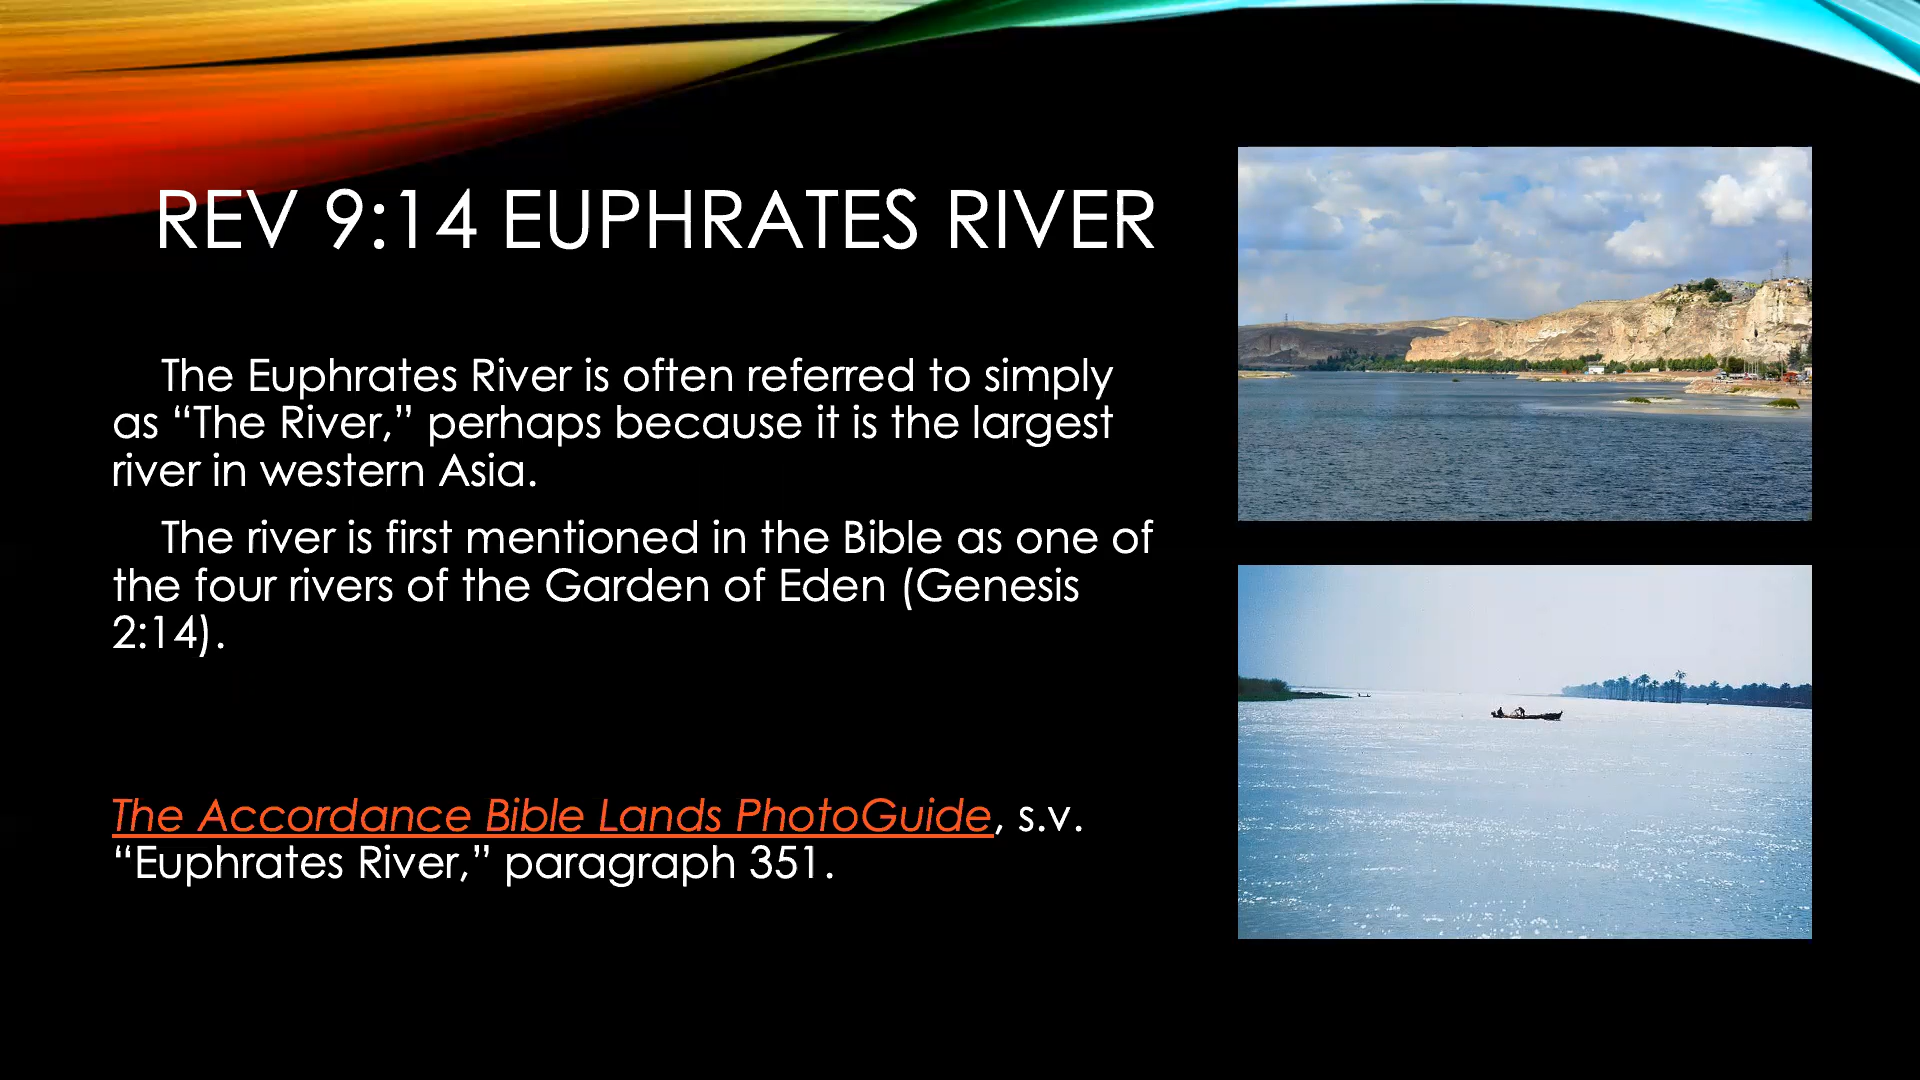 REV 9:14 EUPHRATES RIVER
The Euphrates River is often referred to simply
as “The River,” perhaps because it is the largest
river in western Asia.
The river is first mentioned in the Bible as one of
the four rivers of the Garden of Eden (Genesis
2:14).
The Accordance Bible Lands PhotoGuide, s.v.
“Euphrates River,” paragraph 351.